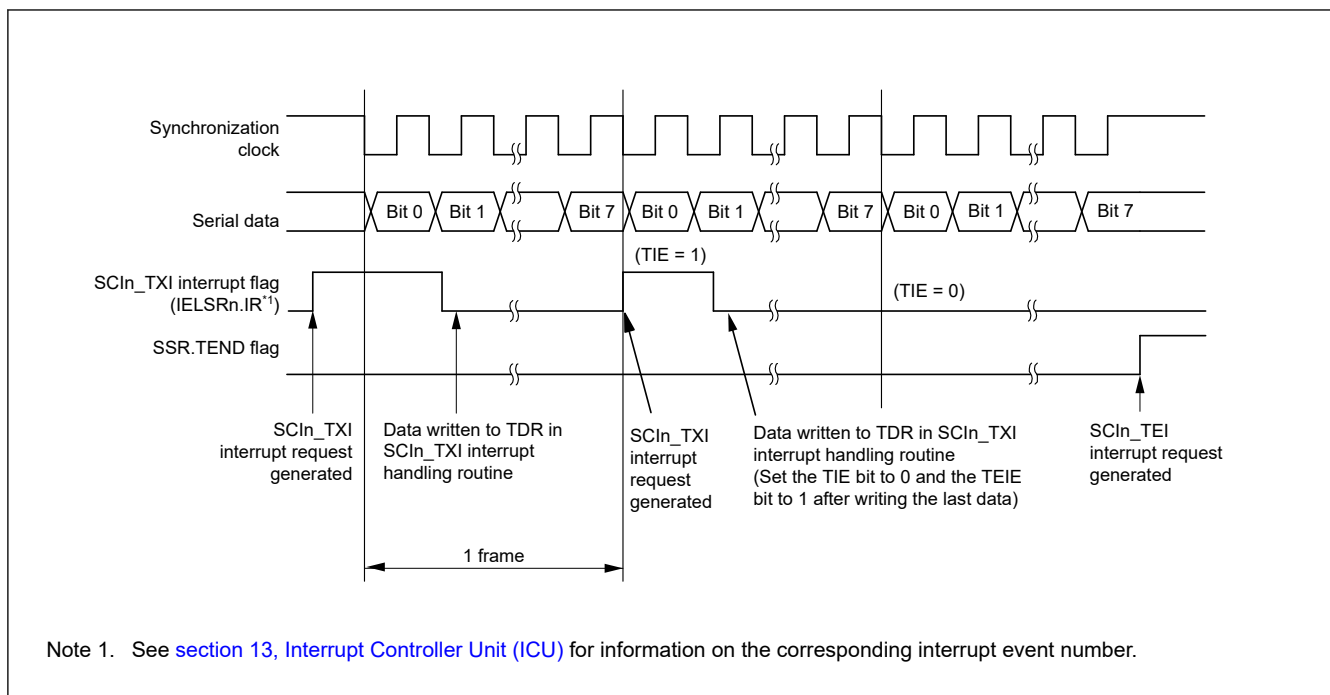 Synchronization
clock
Serial data
Bit 0 Bit 1 Bit 7 Bit 0 Bit 1 Bit 7 Bit 0 Bit 1 Bit 7
(TIE = 1)
SCIn_TXI interrupt flag
(IELSRn.IR*1)
(TIE = 0)
SSR.TEND flag
SCIn_TXI
interrupt request
generated
Data written to TDR in
SCIn_TXI interrupt
handling routine
SCIn_TXI
interrupt
request
generated
Data written to TDR in SCIn_TXI
interrupt handling routine
(Set the TIE bit to 0 and the TEIE
bit to 1 after writing the last data)
SCIn_TEI
interrupt request
generated
1 frame
Note 1. See section 13, Interrupt Controller Unit (ICU) for information on the corresponding interrupt event number.